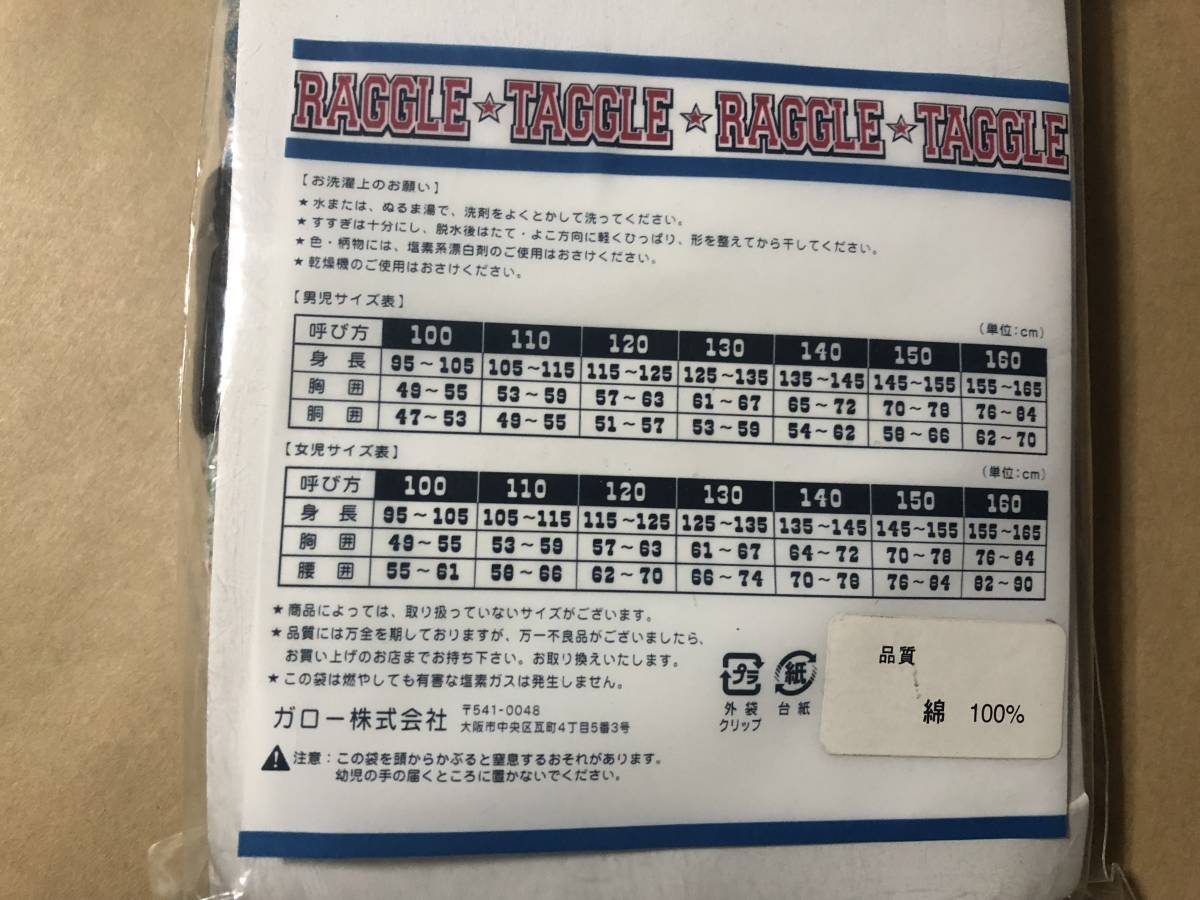 RAGGLE★TAGGLE★RAGGLE★TAGGLE
【お洗濯上のお願い】
★水または、ぬるま湯で、洗剤をよくとかして洗ってください。
★すすぎは十分にし、脱水後はたて・よこ方向に軽くひっぱり、形を整えてから干してください。
★色・柄物には、塩素系漂白剤のご使用はおさけください。
★乾燥機のご使用はおさけください。
【男児サイズ表】
(単位:cm)
呼び方 100 110 120 130 140 150 160
身長 95~105 105~115 115~125 125~135 135~145 145~155 155~165
胸囲 49~55 53~59 57~63 61~67 65~72 70~78 76~84
胴囲 47~53 49~55 51~57 53~59 54~62 58~66 62~70
【女児サイズ表】
(単位:cm)
呼び方 100 110 120 130 140 150 160
身長 95~105 105~115 115~125 125~135 135~145 145~155 155~165
胸囲 49~55 53~59 57~63 61~67 64~72 70~78 76~84
腰囲 55~61 58~66 62~70 66~74 70~78 76~84 82~90
★商品によっては、取り扱っていないサイズがございます。
★品質には万全を期しておりますが、万一不良品がございましたら、
お買い上げのお店までお持ち下さい。お取り換えいたします。
★この袋は燃やしても有害な塩素ガスは発生しません。
ガロー株式会社
〒541-0048
大阪市中央区瓦町4丁目5番3号
プラ
外袋
クリップ
紙
台紙
品質
綿 100%
注意:この袋を頭からかぶると窒息するおそれがあります。
幼児の手の届くところに置かないでください。